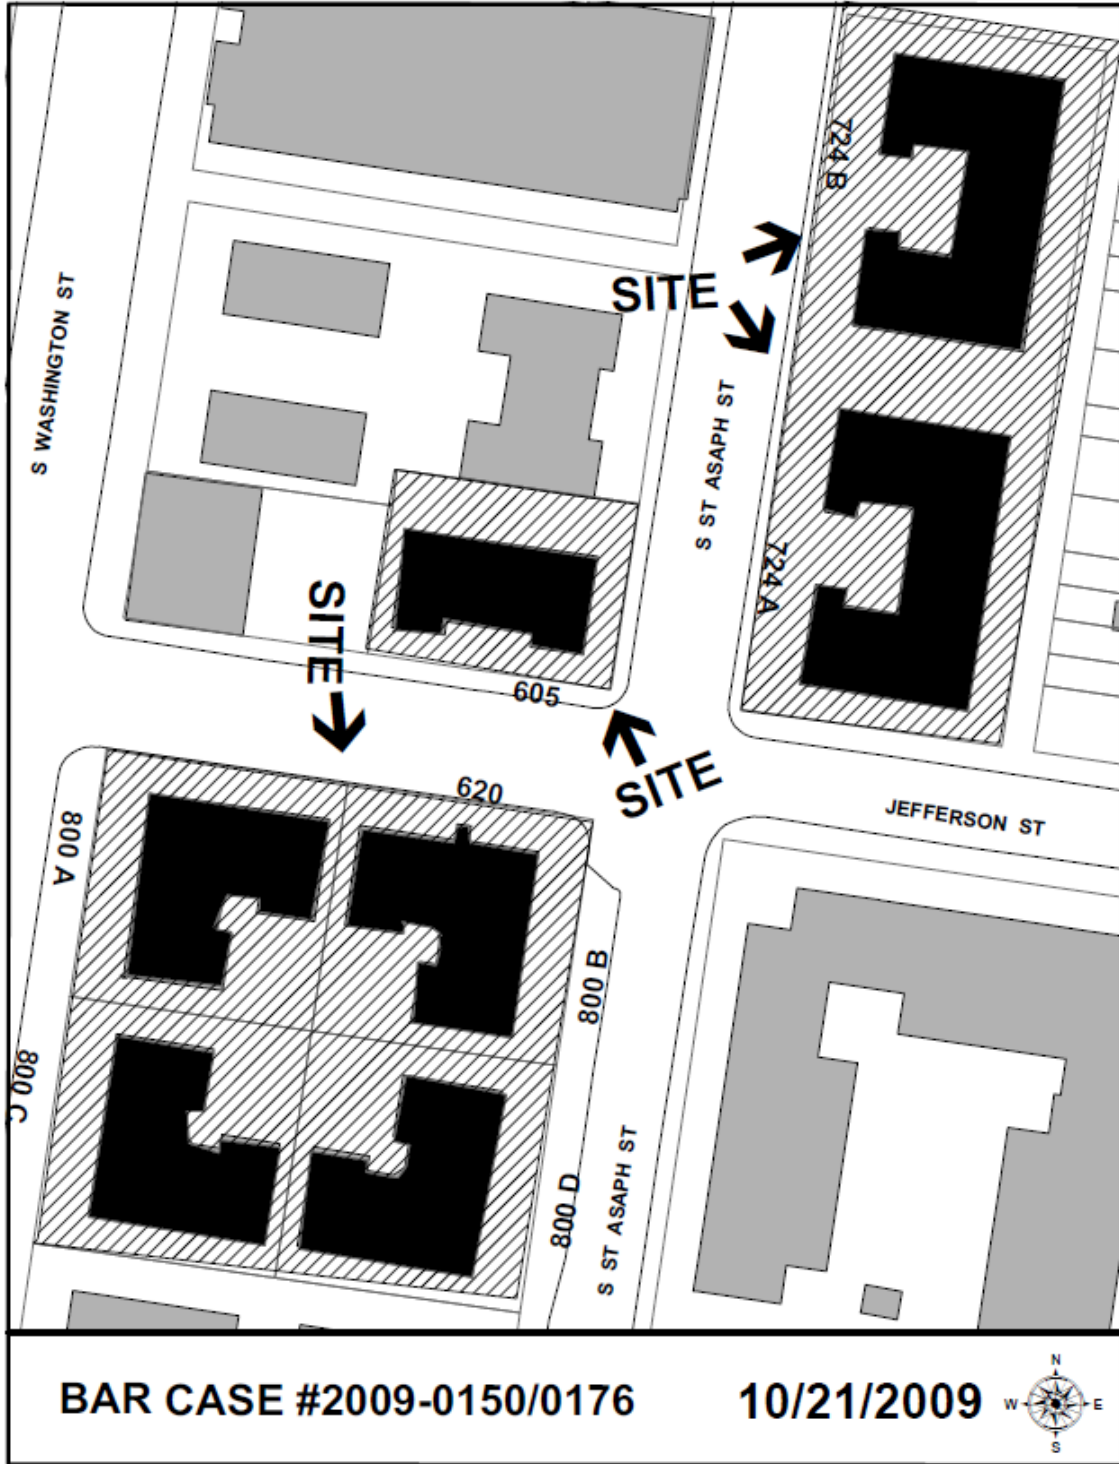 724 B
SITE
S WASHINGTON ST
S ST ASAPH ST
724 A
SITE
605
SITE
620
JEFFERSON ST
800 A
800 B
800 C
800 D
S ST ASAPH ST
BAR CASE #2009-0150/0176
10/21/2009
N
W E
S